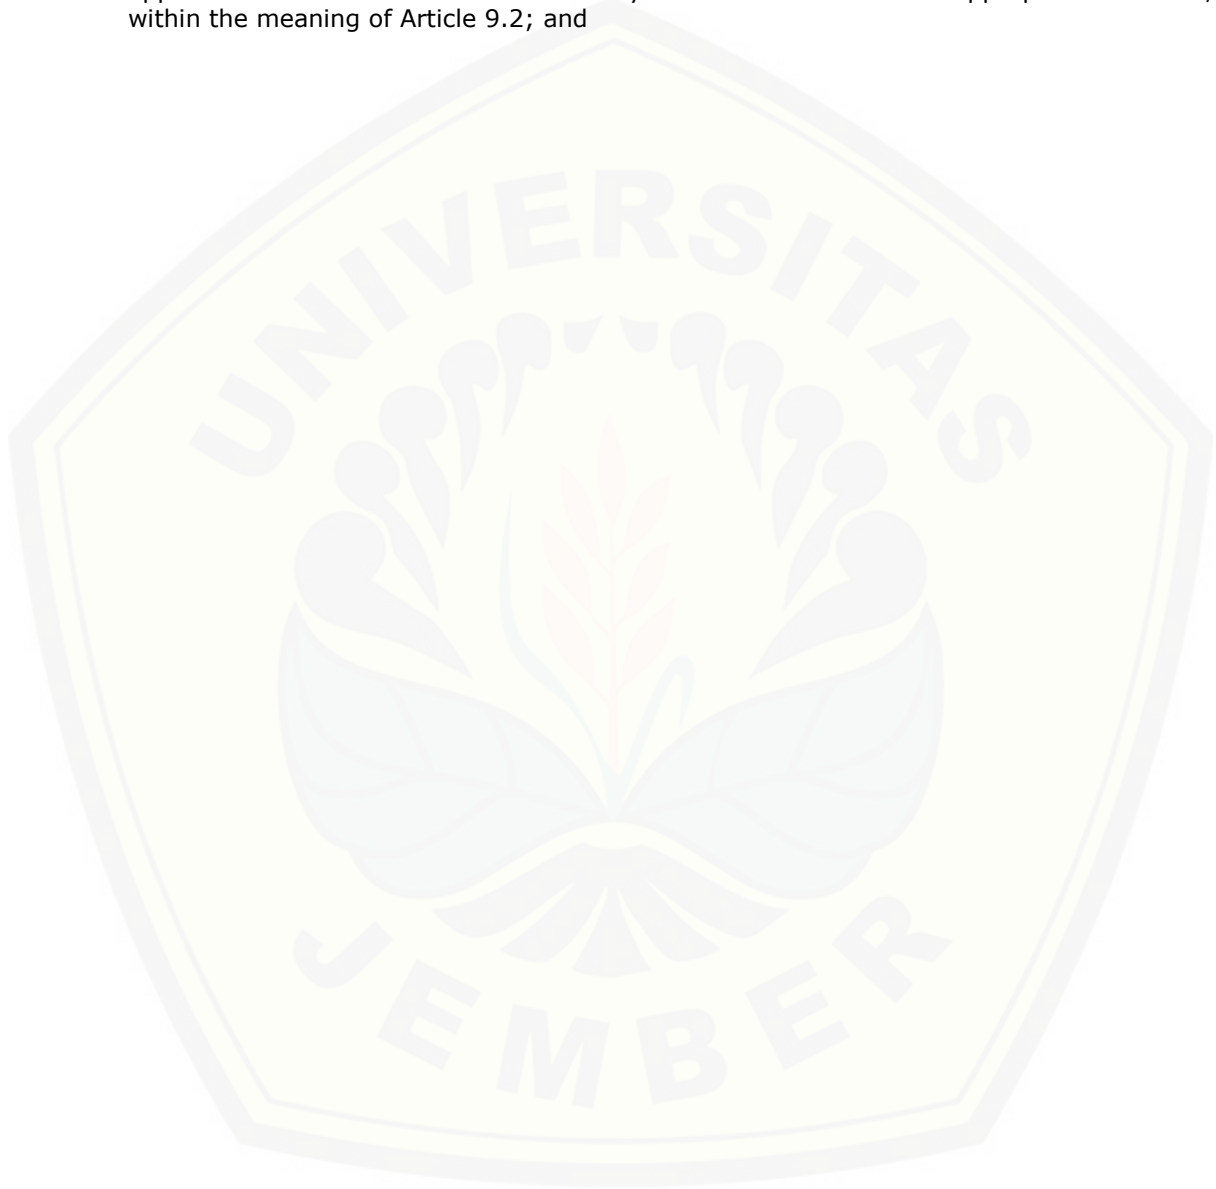 within the meaning of Article 9.2; and
UNIVERSITAS
JEMBER